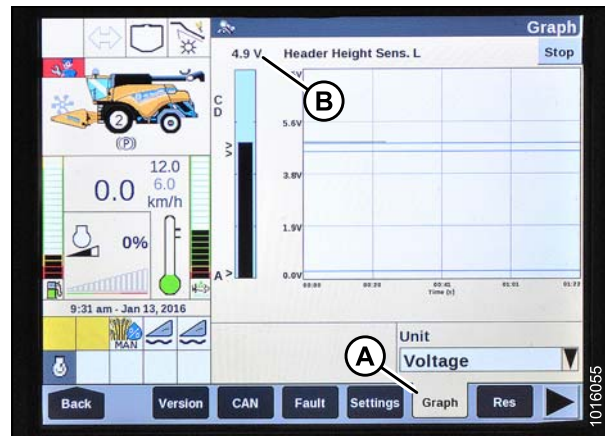 Graph
4.9 V
Header Height Sens. L
Stop
B
C
D
5.6V
3.8V
1.9V
0.0V
A
00:00
00:20
00:41
01:01
01:22
Time (s)
2
(P)
12.0
6.0
0.0
km/h
0%
9:31 am - Jan 13, 2016
MAN
A
Unit
Voltage
Back
Version
CAN
Fault
Settings
Graph
Res
1016055